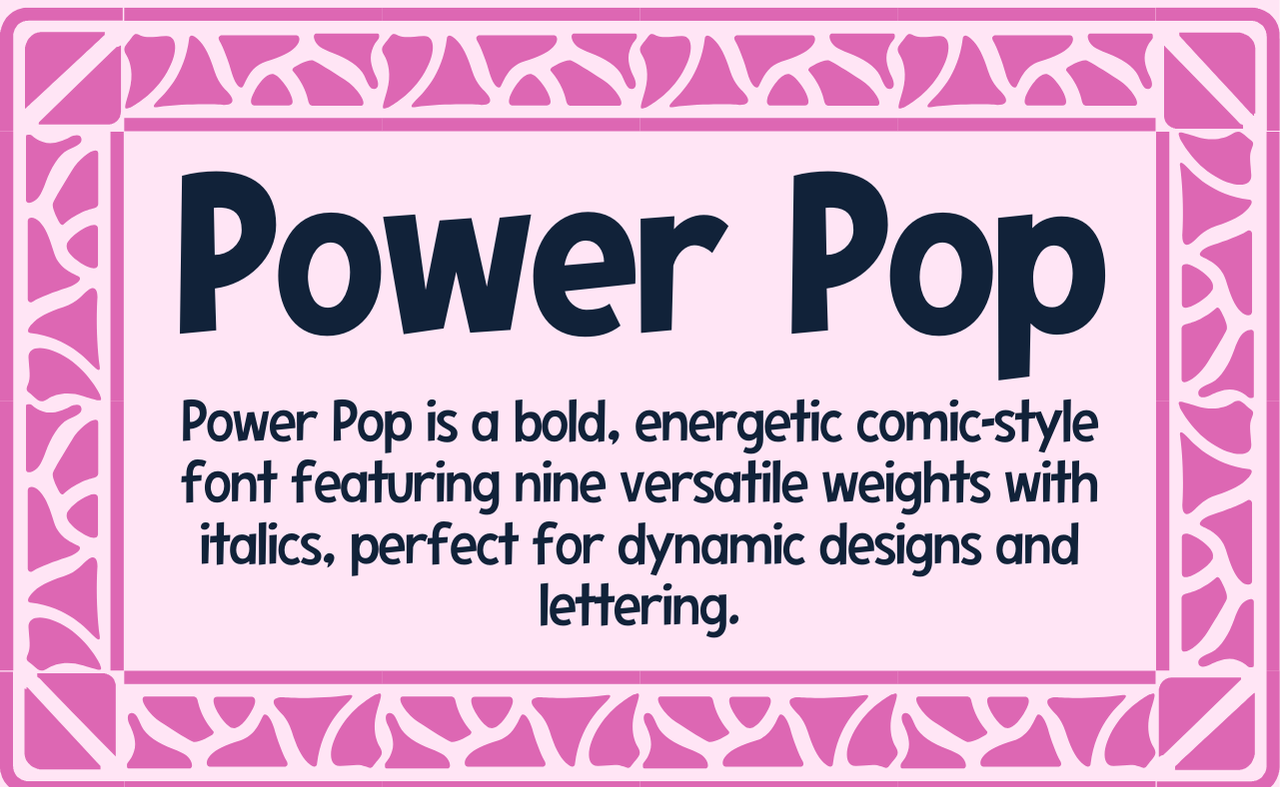 Power Pop
Power Pop is a bold, energetic comic-style
font featuring nine versatile weights with
italics, perfect for dynamic designs and
lettering.